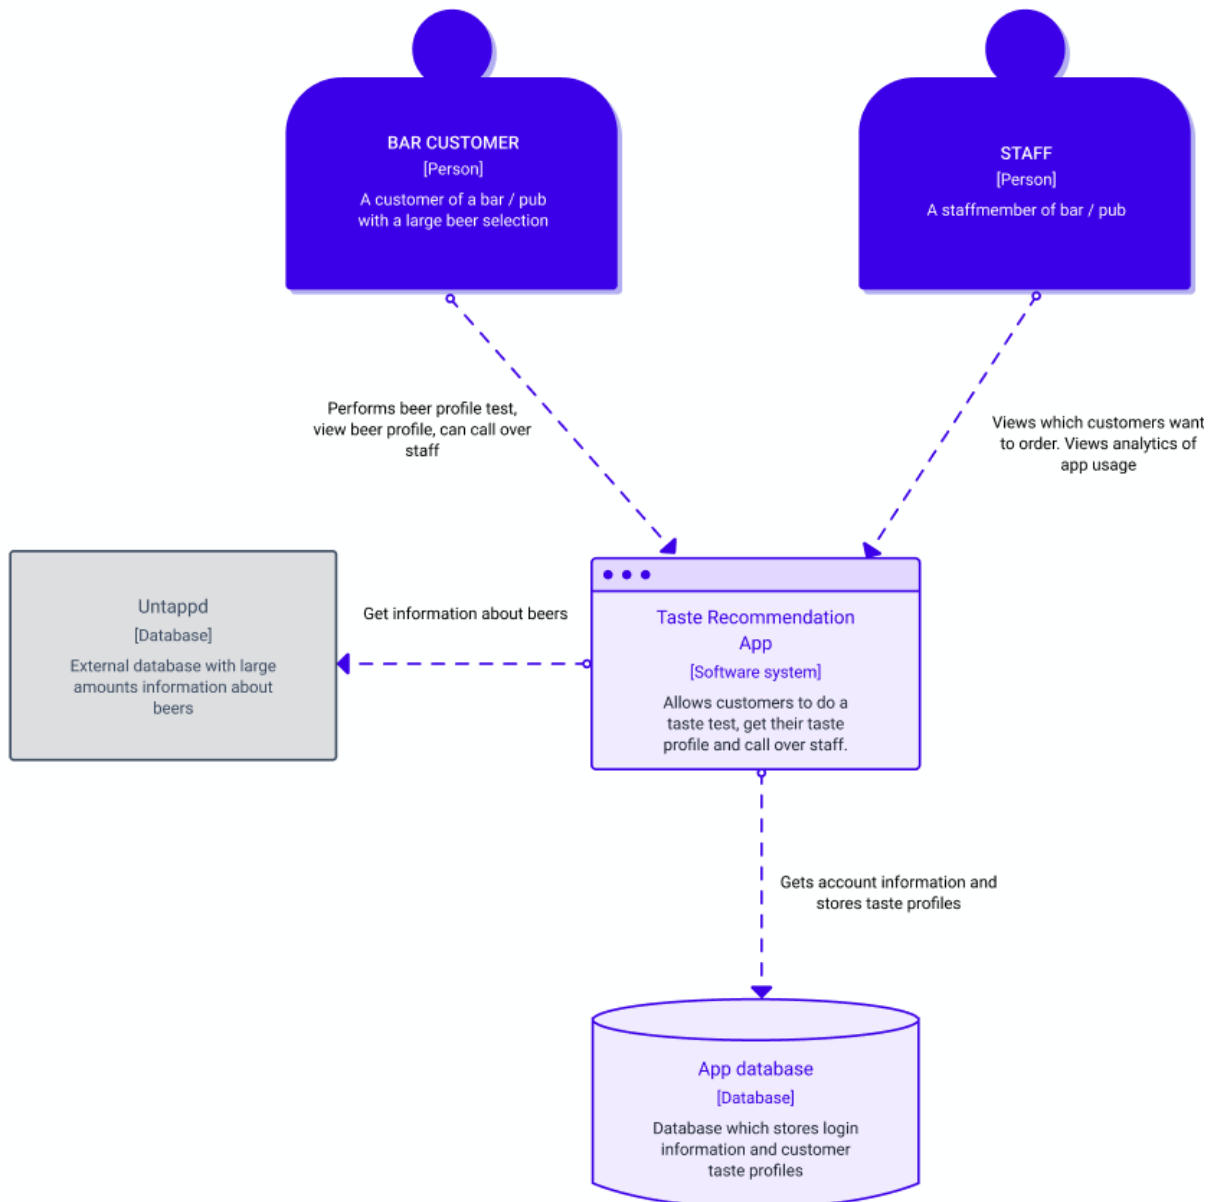 BAR CUSTOMER
[Person]
A customer of a bar / pub
with a large beer selection
STAFF
[Person]
A staffmember of bar / pub
Performs beer profile test,
view beer profile, can call over
staff
Views which customers want
to order. Views analytics of
app usage
Untappd
[Database]
External database with large
amounts information about
beers
Get information about beers
Taste Recommendation
App
[Software system]
Allows customers to do a
taste test, get their taste
profile and call over staff.
Gets account information and
stores taste profiles
App database
[Database]
Database which stores login
information and customer
taste profiles